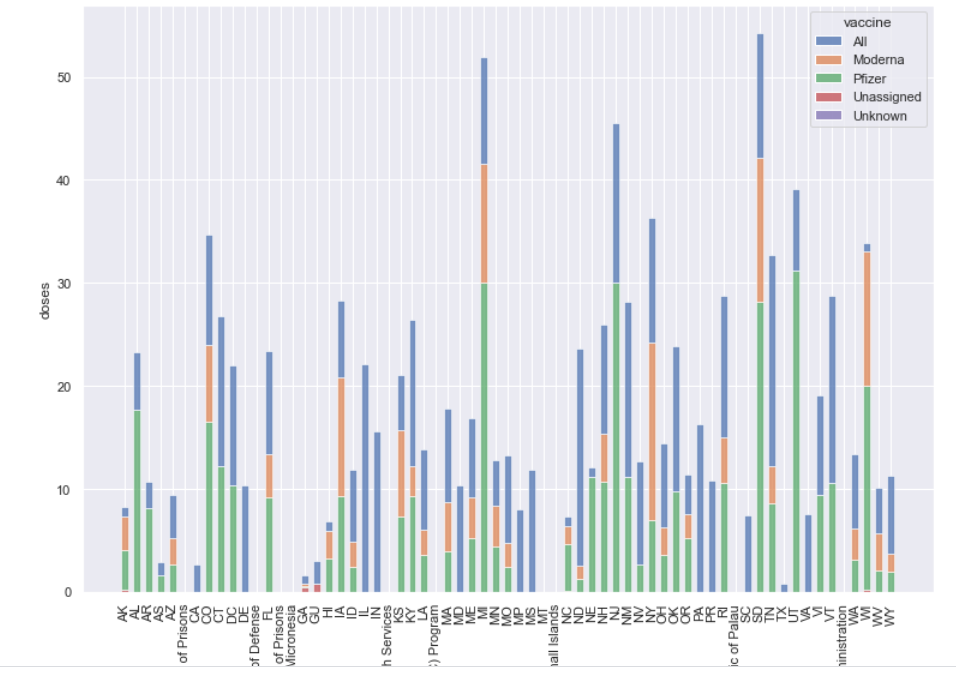 vaccine
All
Moderna
Pfizer
Unassigned
Unknown
50
40
30
20
10
0
doses
AK
AL
AR
AS
AZ
of Prisons
CA
CO
CT
DC
DE
of Defense
FL
of Prisons
Micronesia
GA
GU
HI
IA
ID
IL
IN
h Services
KS
KY
LA
) Program
MA
MD
ME
MI
MN
MO
MP
MS
MT
all Islands
NC
ND
NE
NH
NJ
NM
NV
NY
OH
OK
OR
PA
PR
RI
ic of Palau
SC
SD
TN
TX
UT
VA
VI
VT
ministration
WA
WI
WV
WY